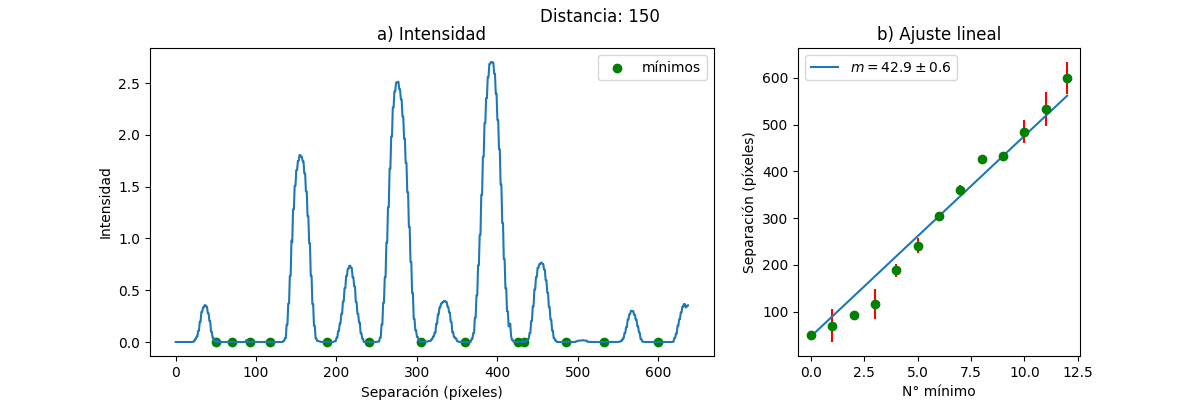 Distancia: 150
a) Intensidad
mínimos
Intensidad
2.5
2.0
1.5
1.0
0.5
0.0
0 100 200 300 400 500 600
Separación (píxeles)
b) Ajuste lineal
m = 42.9 ± 0.6
Separación (píxeles)
600
500
400
300
200
100
0.0 2.5 5.0 7.5 10.0 12.5
N° mínimo